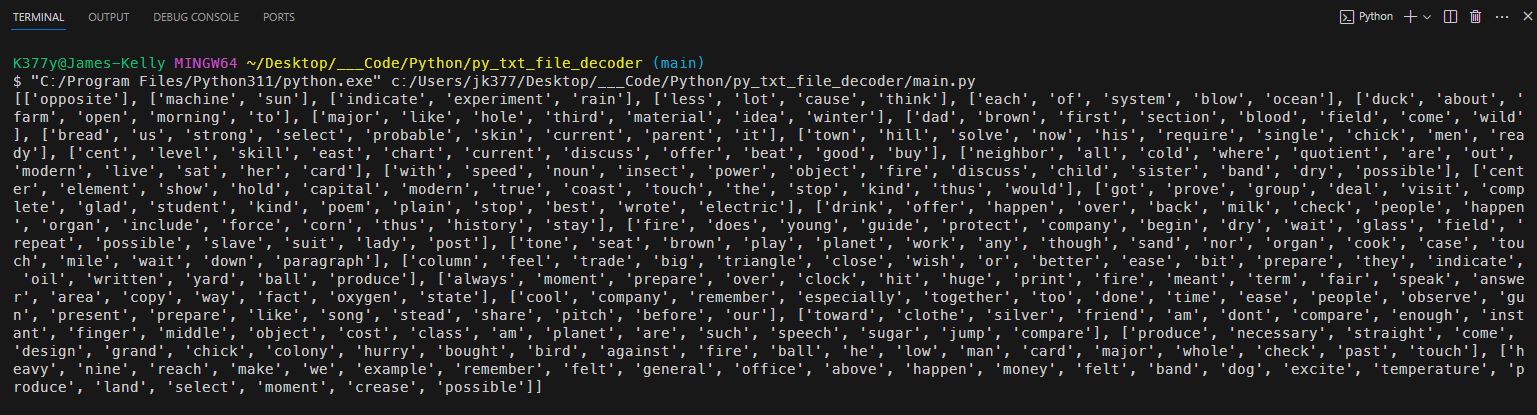 TERMINAL OUTPUT DEBUG CONSOLE PORTS Python
K377y@James-Kelly MINGW64 ~/Desktop/___Code/Python/py_txt_file_decoder (main)
$ "C:/Program Files/Python311/python.exe" c:/Users/jk377/Desktop/___Code/Python/py_txt_file_decoder/main.py
[['opposite'], ['machine', 'sun'], ['indicate', 'experiment', 'rain'], ['less', 'lot', 'cause', 'think'], ['each', 'of', 'system', 'blow', 'ocean'], ['duck', 'about', '
farm', 'open', 'morning', 'to'], ['major', 'like', 'hole', 'third', 'material', 'idea', 'winter'], ['dad', 'brown', 'first', 'section', 'blood', 'field', 'come', 'wild'
], ['bread', 'us', 'strong', 'select', 'probable', 'skin', 'current', 'parent', 'it'], ['town', 'hill', 'solve', 'now', 'his', 'require', 'single', 'chick', 'men', 'rea
dy'], ['cent', 'level', 'skill', 'east', 'chart', 'current', 'discuss', 'offer', 'beat', 'good', 'buy'], ['neighbor', 'all', 'cold', 'where', 'quotient', 'are', 'out',
'modern', 'live', 'sat', 'her', 'card'], ['with', 'speed', 'noun', 'insect', 'power', 'object', 'fire', 'discuss', 'child', 'sister', 'band', 'dry', 'possible'], ['cent
er', 'element', 'show', 'hold', 'capital', 'modern', 'true', 'coast', 'touch', 'the', 'stop', 'kind', 'thus', 'would'], ['got', 'prove', 'group', 'deal', 'visit', 'comp
lete', 'glad', 'student', 'kind', 'poem', 'plain', 'stop', 'best', 'wrote', 'electric'], ['drink', 'offer', 'happen', 'over', 'back', 'milk', 'check', 'people', 'happen
', 'organ', 'include', 'force', 'corn', 'thus', 'history', 'stay'], ['fire', 'does', 'young', 'guide', 'protect', 'company', 'begin', 'dry', 'wait', 'glass', 'field', '
repeat', 'possible', 'slave', 'suit', 'lady', 'post'], ['tone', 'seat', 'brown', 'play', 'planet', 'work', 'any', 'though', 'sand', 'nor', 'organ', 'cook', 'case', 'tou
ch', 'mile', 'wait', 'down', 'paragraph'], ['column', 'feel', 'trade', 'big', 'triangle', 'close', 'wish', 'or', 'better', 'ease', 'bit', 'prepare', 'they', 'indicate',
'oil', 'written', 'yard', 'ball', 'produce'], ['always', 'moment', 'prepare', 'over', 'clock', 'hit', 'huge', 'print', 'fire', 'meant', 'term', 'fair', 'speak', 'answe
r', 'area', 'copy', 'way', 'fact', 'oxygen', 'state'], ['cool', 'company', 'remember', 'especially', 'together', 'too', 'done', 'time', 'ease', 'people', 'observe', 'gu
n', 'present', 'prepare', 'like', 'song', 'stead', 'share', 'pitch', 'before', 'our'], ['toward', 'clothe', 'silver', 'friend', 'am', 'dont', 'compare', 'enough', 'inst
ant', 'finger', 'middle', 'object', 'cost', 'class', 'am', 'planet', 'are', 'such', 'speech', 'sugar', 'jump', 'compare'], ['produce', 'necessary', 'straight', 'come',
'design', 'grand', 'chick', 'colony', 'hurry', 'bought', 'bird', 'against', 'fire', 'ball', 'he', 'low', 'man', 'card', 'major', 'whole', 'check', 'past', 'touch'], ['h
eavy', 'nine', 'reach', 'make', 'we', 'example', 'remember', 'felt', 'general', 'office', 'above', 'happen', 'money', 'felt', 'band', 'dog', 'excite', 'temperature', 'p
roduce', 'land', 'select', 'moment', 'crease', 'possible']]